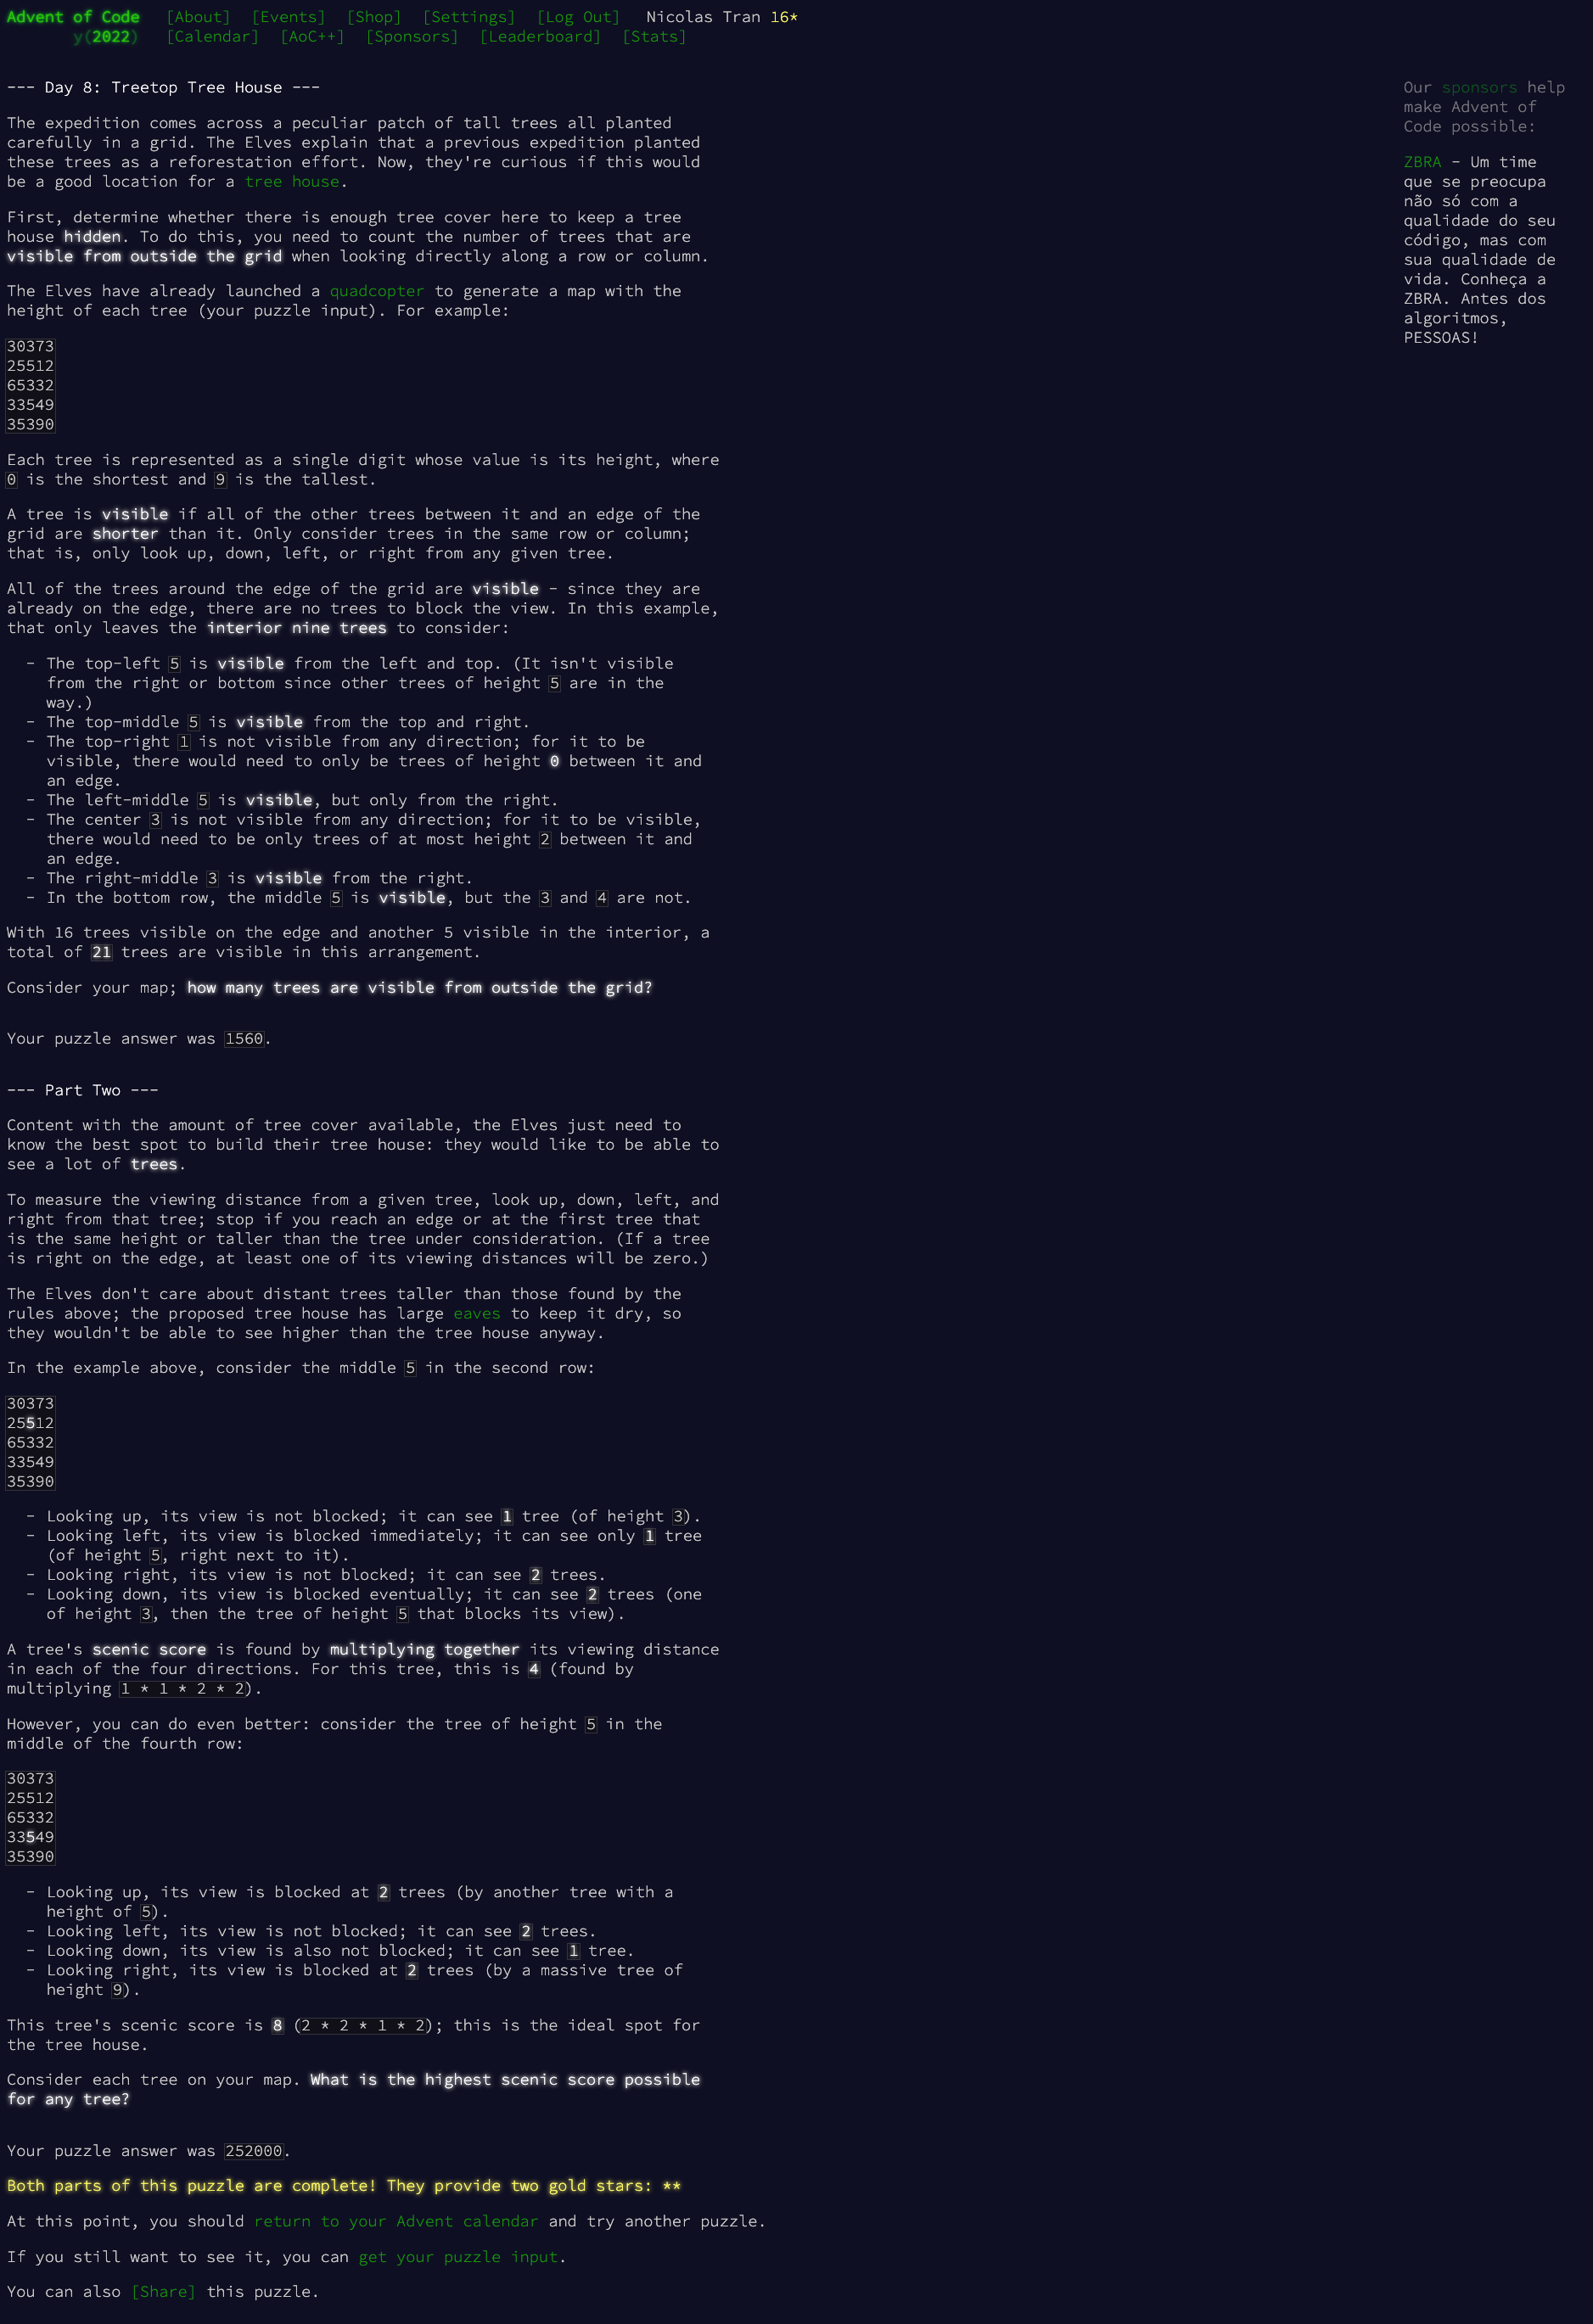 Advent of Code [About] [Events] [Shop] [Settings] [Log Out] Nicolas Tran 16*
y(2022) [Calendar] [AoC++] [Sponsors] [Leaderboard] [Stats]
--- Day 8: Treetop Tree House ---
The expedition comes across a peculiar patch of tall trees all planted
carefully in a grid. The Elves explain that a previous expedition planted
these trees as a reforestation effort. Now, they're curious if this would
be a good location for a tree house.
First, determine whether there is enough tree cover here to keep a tree
house hidden. To do this, you need to count the number of trees that are
visible from outside the grid when looking directly along a row or column.
The Elves have already launched a quadcopter to generate a map with the
height of each tree (your puzzle input). For example:
30373
25512
65332
33549
35390
Each tree is represented as a single digit whose value is its height, where
0 is the shortest and 9 is the tallest.
A tree is visible if all of the other trees between it and an edge of the
grid are shorter than it. Only consider trees in the same row or column;
that is, only look up, down, left, or right from any given tree.
All of the trees around the edge of the grid are visible - since they are
already on the edge, there are no trees to block the view. In this example,
that only leaves the interior nine trees to consider:
- The top-left 5 is visible from the left and top. (It isn't visible
from the right or bottom since other trees of height 5 are in the
way.)
- The top-middle 5 is visible from the top and right.
- The top-right 1 is not visible from any direction; for it to be
visible, there would need to only be trees of height 0 between it and
an edge.
- The left-middle 5 is visible, but only from the right.
- The center 3 is not visible from any direction; for it to be visible,
there would need to be only trees of at most height 2 between it and
an edge.
- The right-middle 3 is visible from the right.
- In the bottom row, the middle 5 is visible, but the 3 and 4 are not.
With 16 trees visible on the edge and another 5 visible in the interior, a
total of 21 trees are visible in this arrangement.
Consider your map; how many trees are visible from outside the grid?
Your puzzle answer was 1560.
--- Part Two ---
Content with the amount of tree cover available, the Elves just need to
know the best spot to build their tree house: they would like to be able to
see a lot of trees.
To measure the viewing distance from a given tree, look up, down, left, and
right from that tree; stop if you reach an edge or at the first tree that
is the same height or taller than the tree under consideration. (If a tree
is right on the edge, at least one of its viewing distances will be zero.)
The Elves don't care about distant trees taller than those found by the
rules above; the proposed tree house has large eaves to keep it dry, so
they wouldn't be able to see higher than the tree house anyway.
In the example above, consider the middle 5 in the second row:
30373
25512
65332
33549
35390
- Looking up, its view is not blocked; it can see 1 tree (of height 3).
- Looking left, its view is blocked immediately; it can see only 1 tree
(of height 5, right next to it).
- Looking right, its view is not blocked; it can see 2 trees.
- Looking down, its view is blocked eventually; it can see 2 trees (one
of height 3, then the tree of height 5 that blocks its view).
A tree's scenic score is found by multiplying together its viewing distance
in each of the four directions. For this tree, this is 4 (found by
multiplying 1 * 1 * 2 * 2).
However, you can do even better: consider the tree of height 5 in the
middle of the fourth row:
30373
25512
65332
33549
35390
- Looking up, its view is blocked at 2 trees (by another tree with a
height of 5).
- Looking left, its view is not blocked; it can see 2 trees.
- Looking down, its view is also not blocked; it can see 1 tree.
- Looking right, its view is blocked at 2 trees (by a massive tree of
height 9).
This tree's scenic score is 8 (2 * 2 * 1 * 2); this is the ideal spot for
the tree house.
Consider each tree on your map. What is the highest scenic score possible
for any tree?
Your puzzle answer was 252000.
Both parts of this puzzle are complete! They provide two gold stars: **
At this point, you should return to your Advent calendar and try another puzzle.
If you still want to see it, you can get your puzzle input.
You can also [Share] this puzzle.
Our sponsors help
make Advent of
Code possible:
ZBRA - Um time
que se preocupa
não só com a
qualidade do seu
código, mas com
sua qualidade de
vida. Conheça a
ZBRA. Antes dos
algoritmos,
PESSOAS!